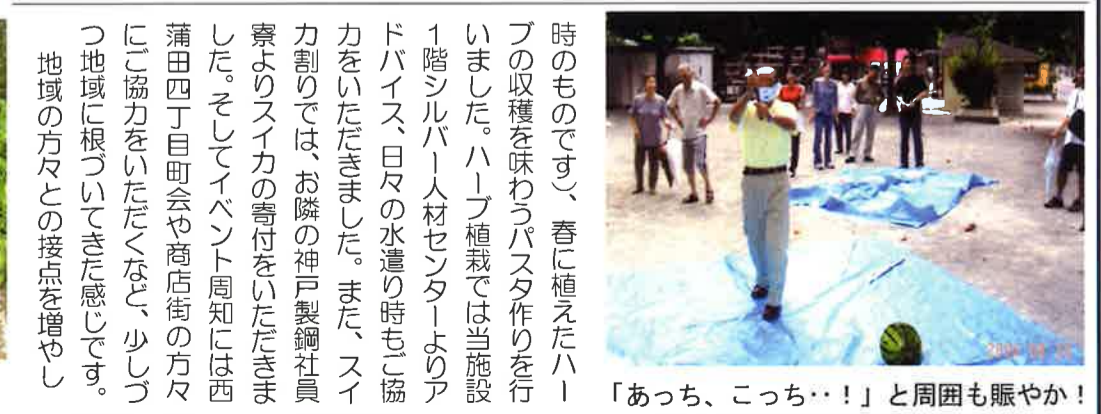 時のものです)、春に植えたハー
ブの収穫を味わうパスタ作りを行
いました。ハーブ植栽では当施設
1階シルバー人材センターよりア
ドバイス、日々の水遣り時もご協
力をいただきました。また、スイ
カ割りでは、お隣の神戸製鋼社員
寮よりスイカの寄付をいただきま
した。そしてイベント周知には西
蒲田四丁目町会や商店街の方々
にご協力をいただくなど、少しづ
つ地域に根づいてきた感じです。
地域の方々との接点を増やし
「あっち、こっち‥!」と周囲も賑やか!